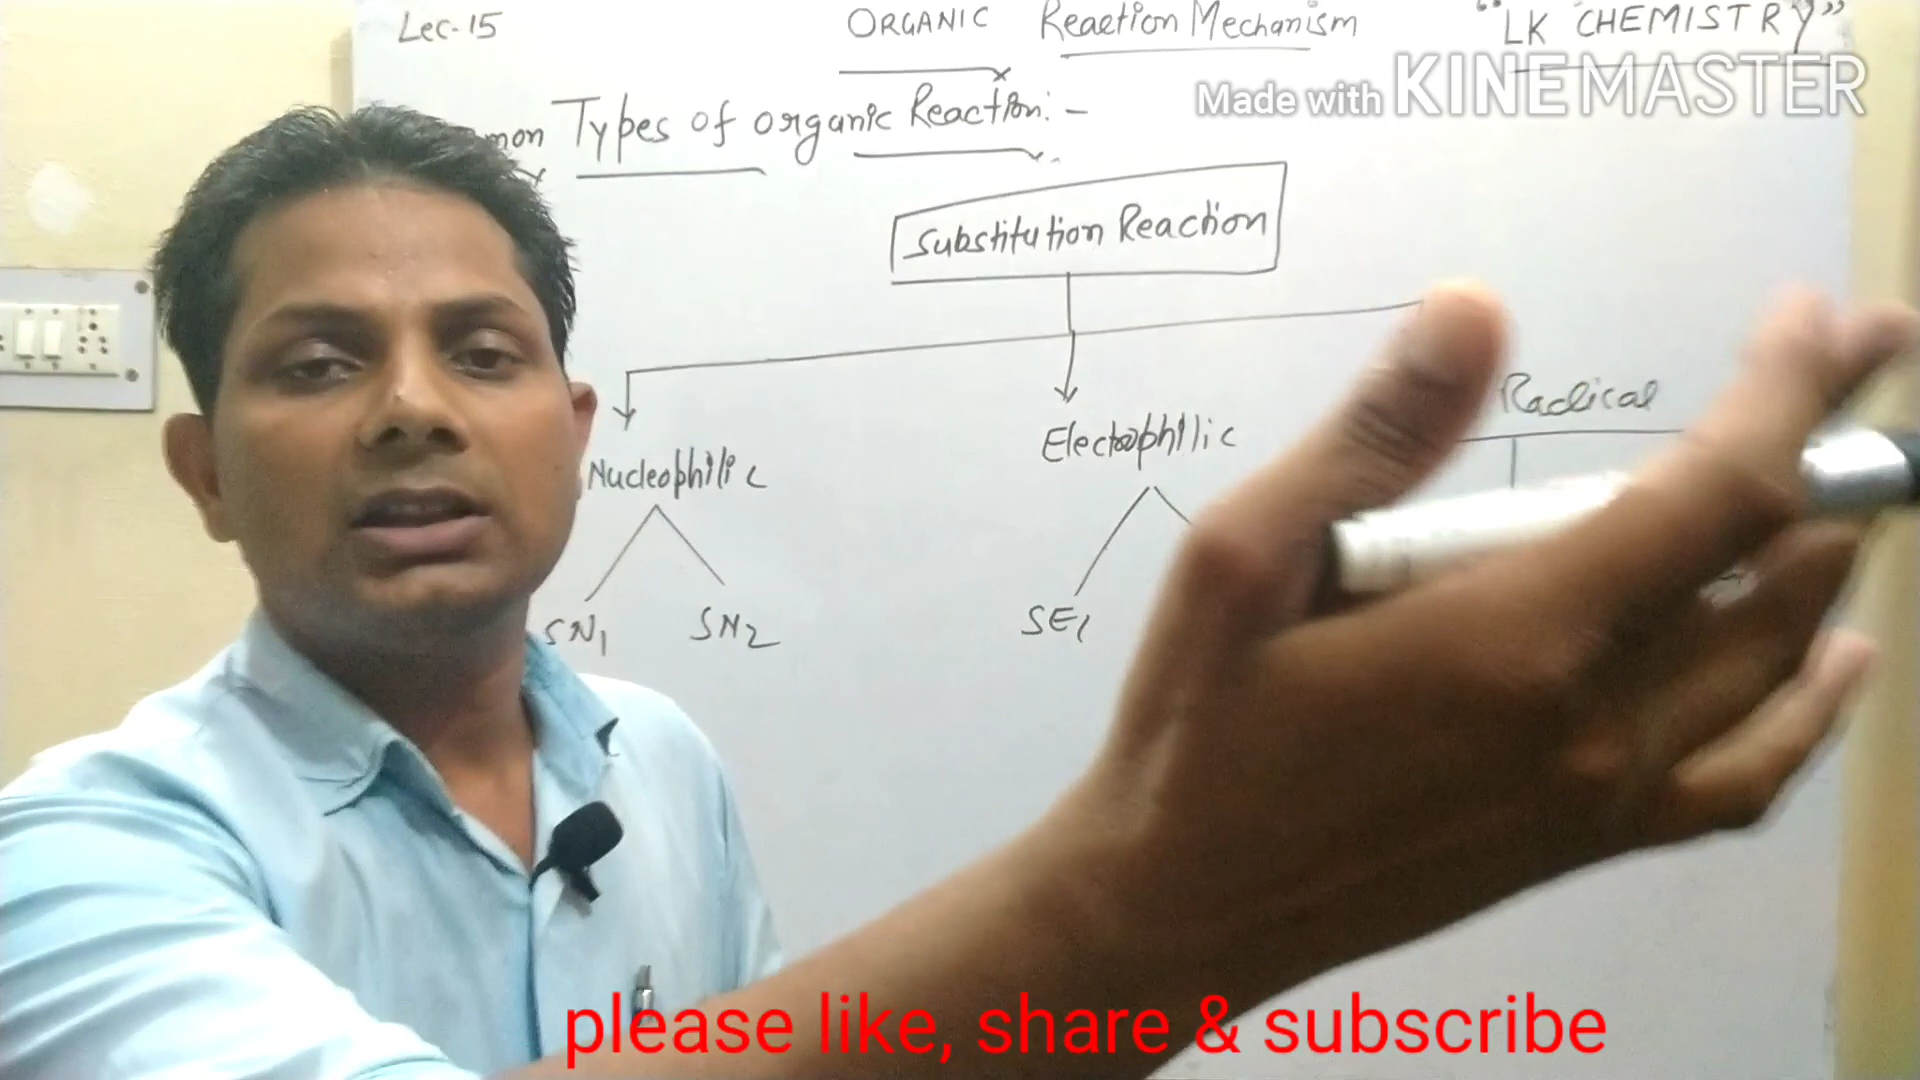 Lec-15 ORGANIC Reaction Mechanism "LK CHEMISTRY"
Made with KINEMASTER
mon Types of organic Reaction:-
Substitution Reaction
Nucleophilic Electrophilic Radical
SN1 SN2 SE1
please like, share & subscribe